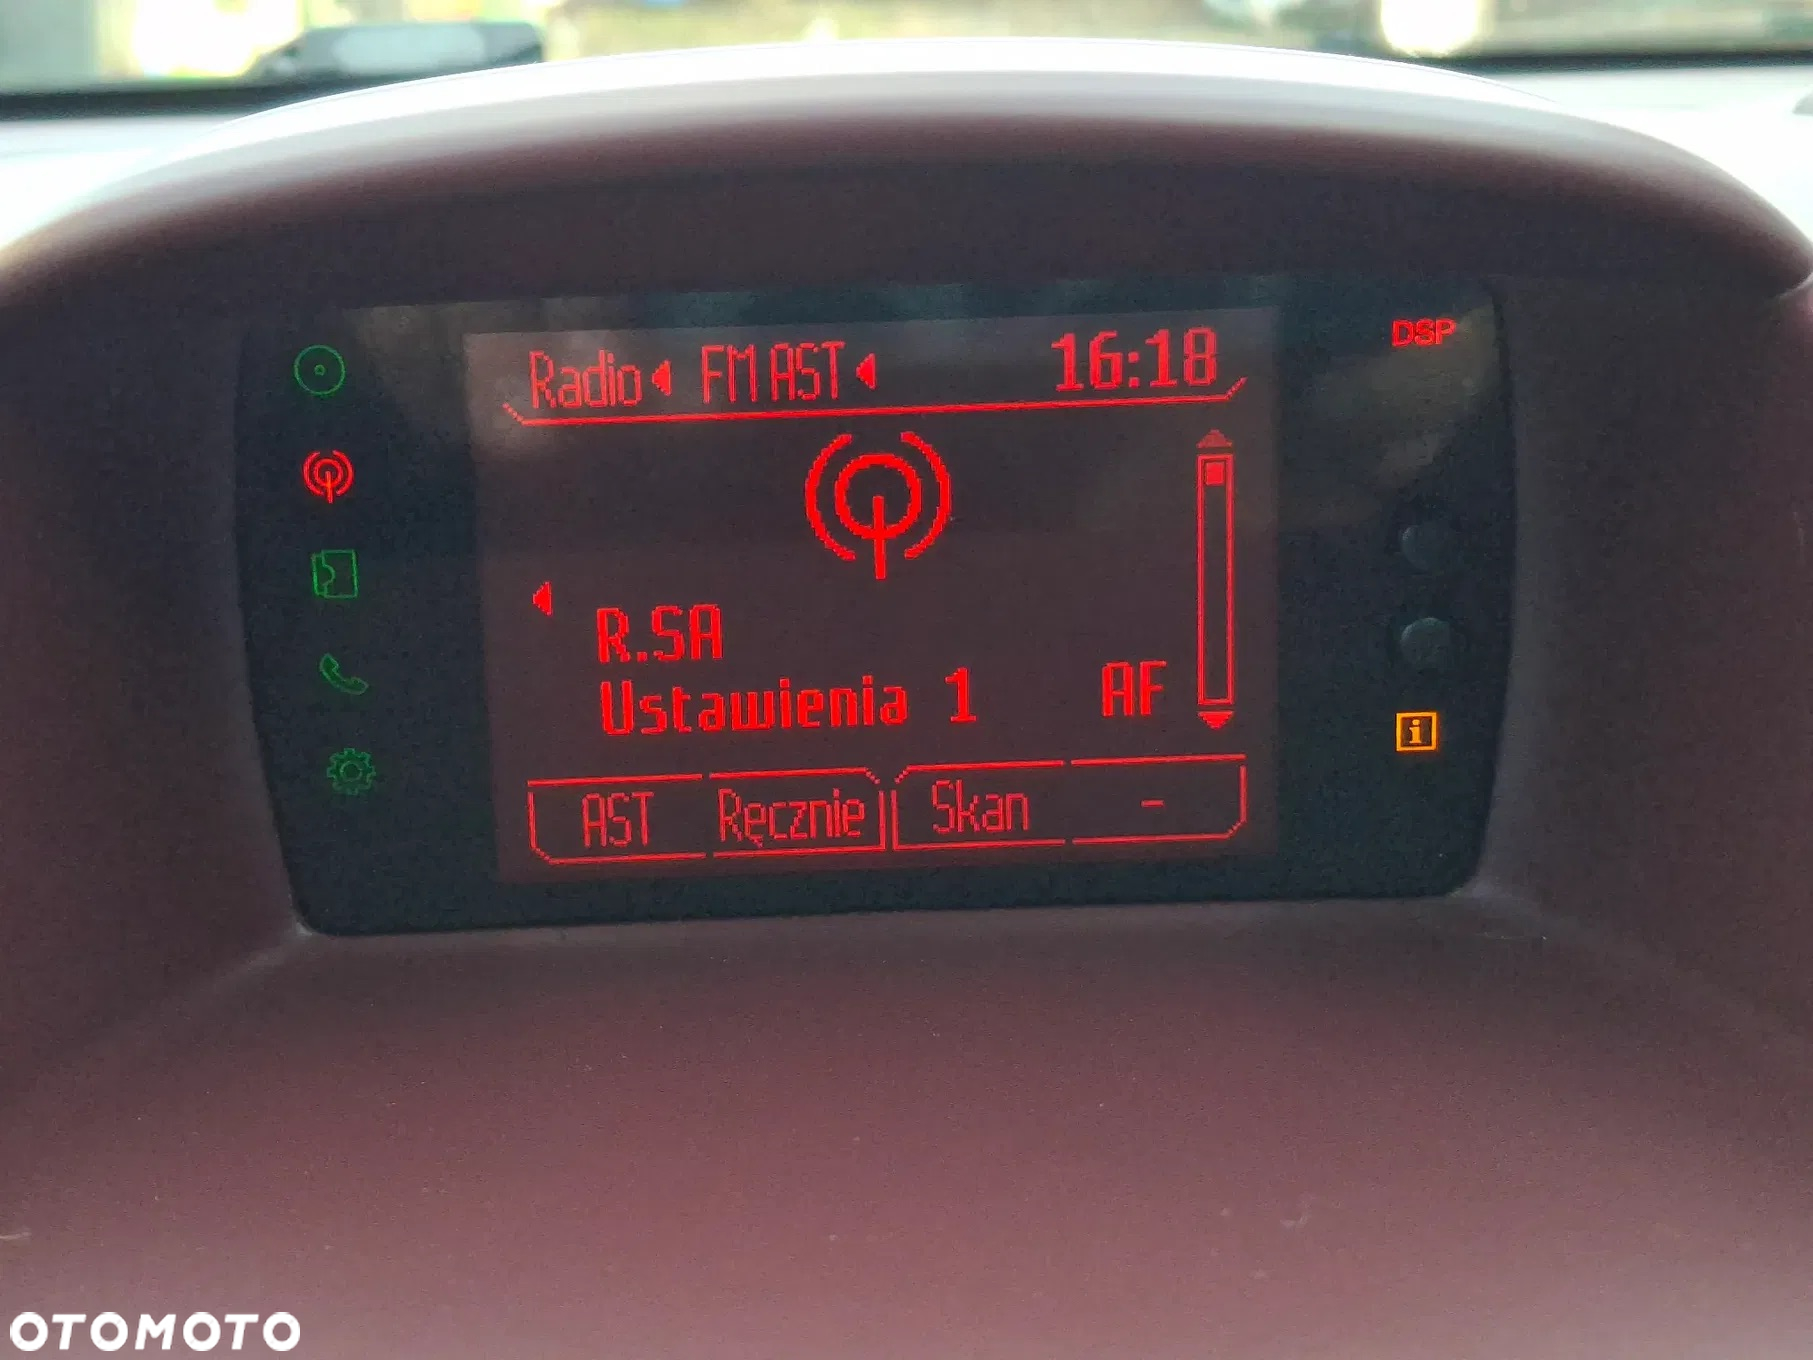 Radio FM AST 16:18
DSP
R.SA
Ustawienia 1 AF
i
AST Ręcznie Skan -
OTOMOTO